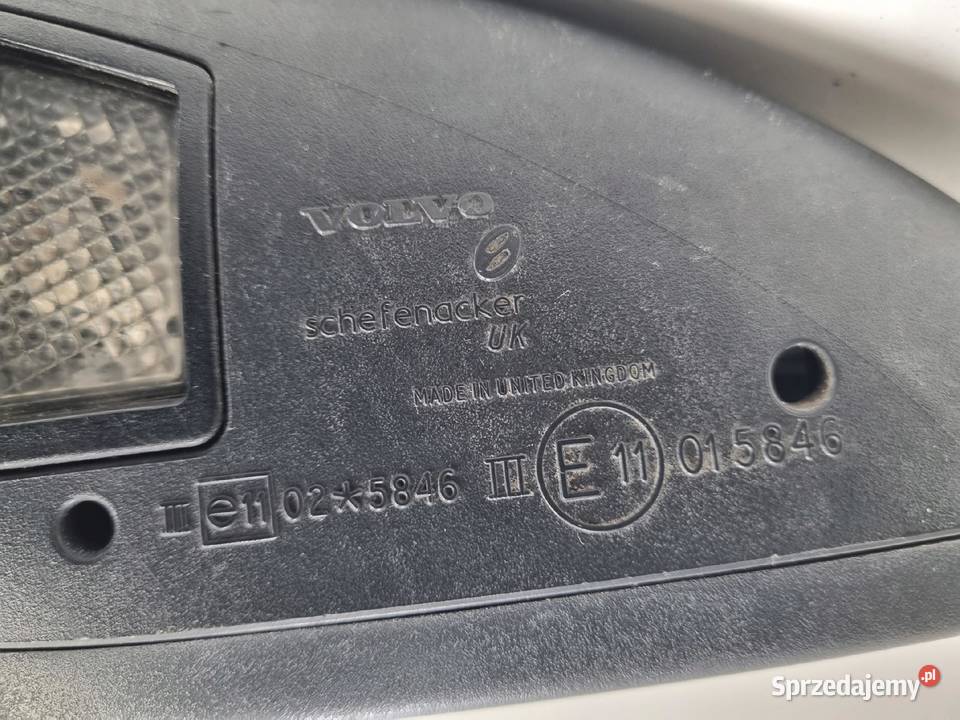 VOLVO
schefenacker
UK
MADE IN UNITED KINGDOM
III e11 02*5846 III E 11 015846
Sprzedajemy.pl